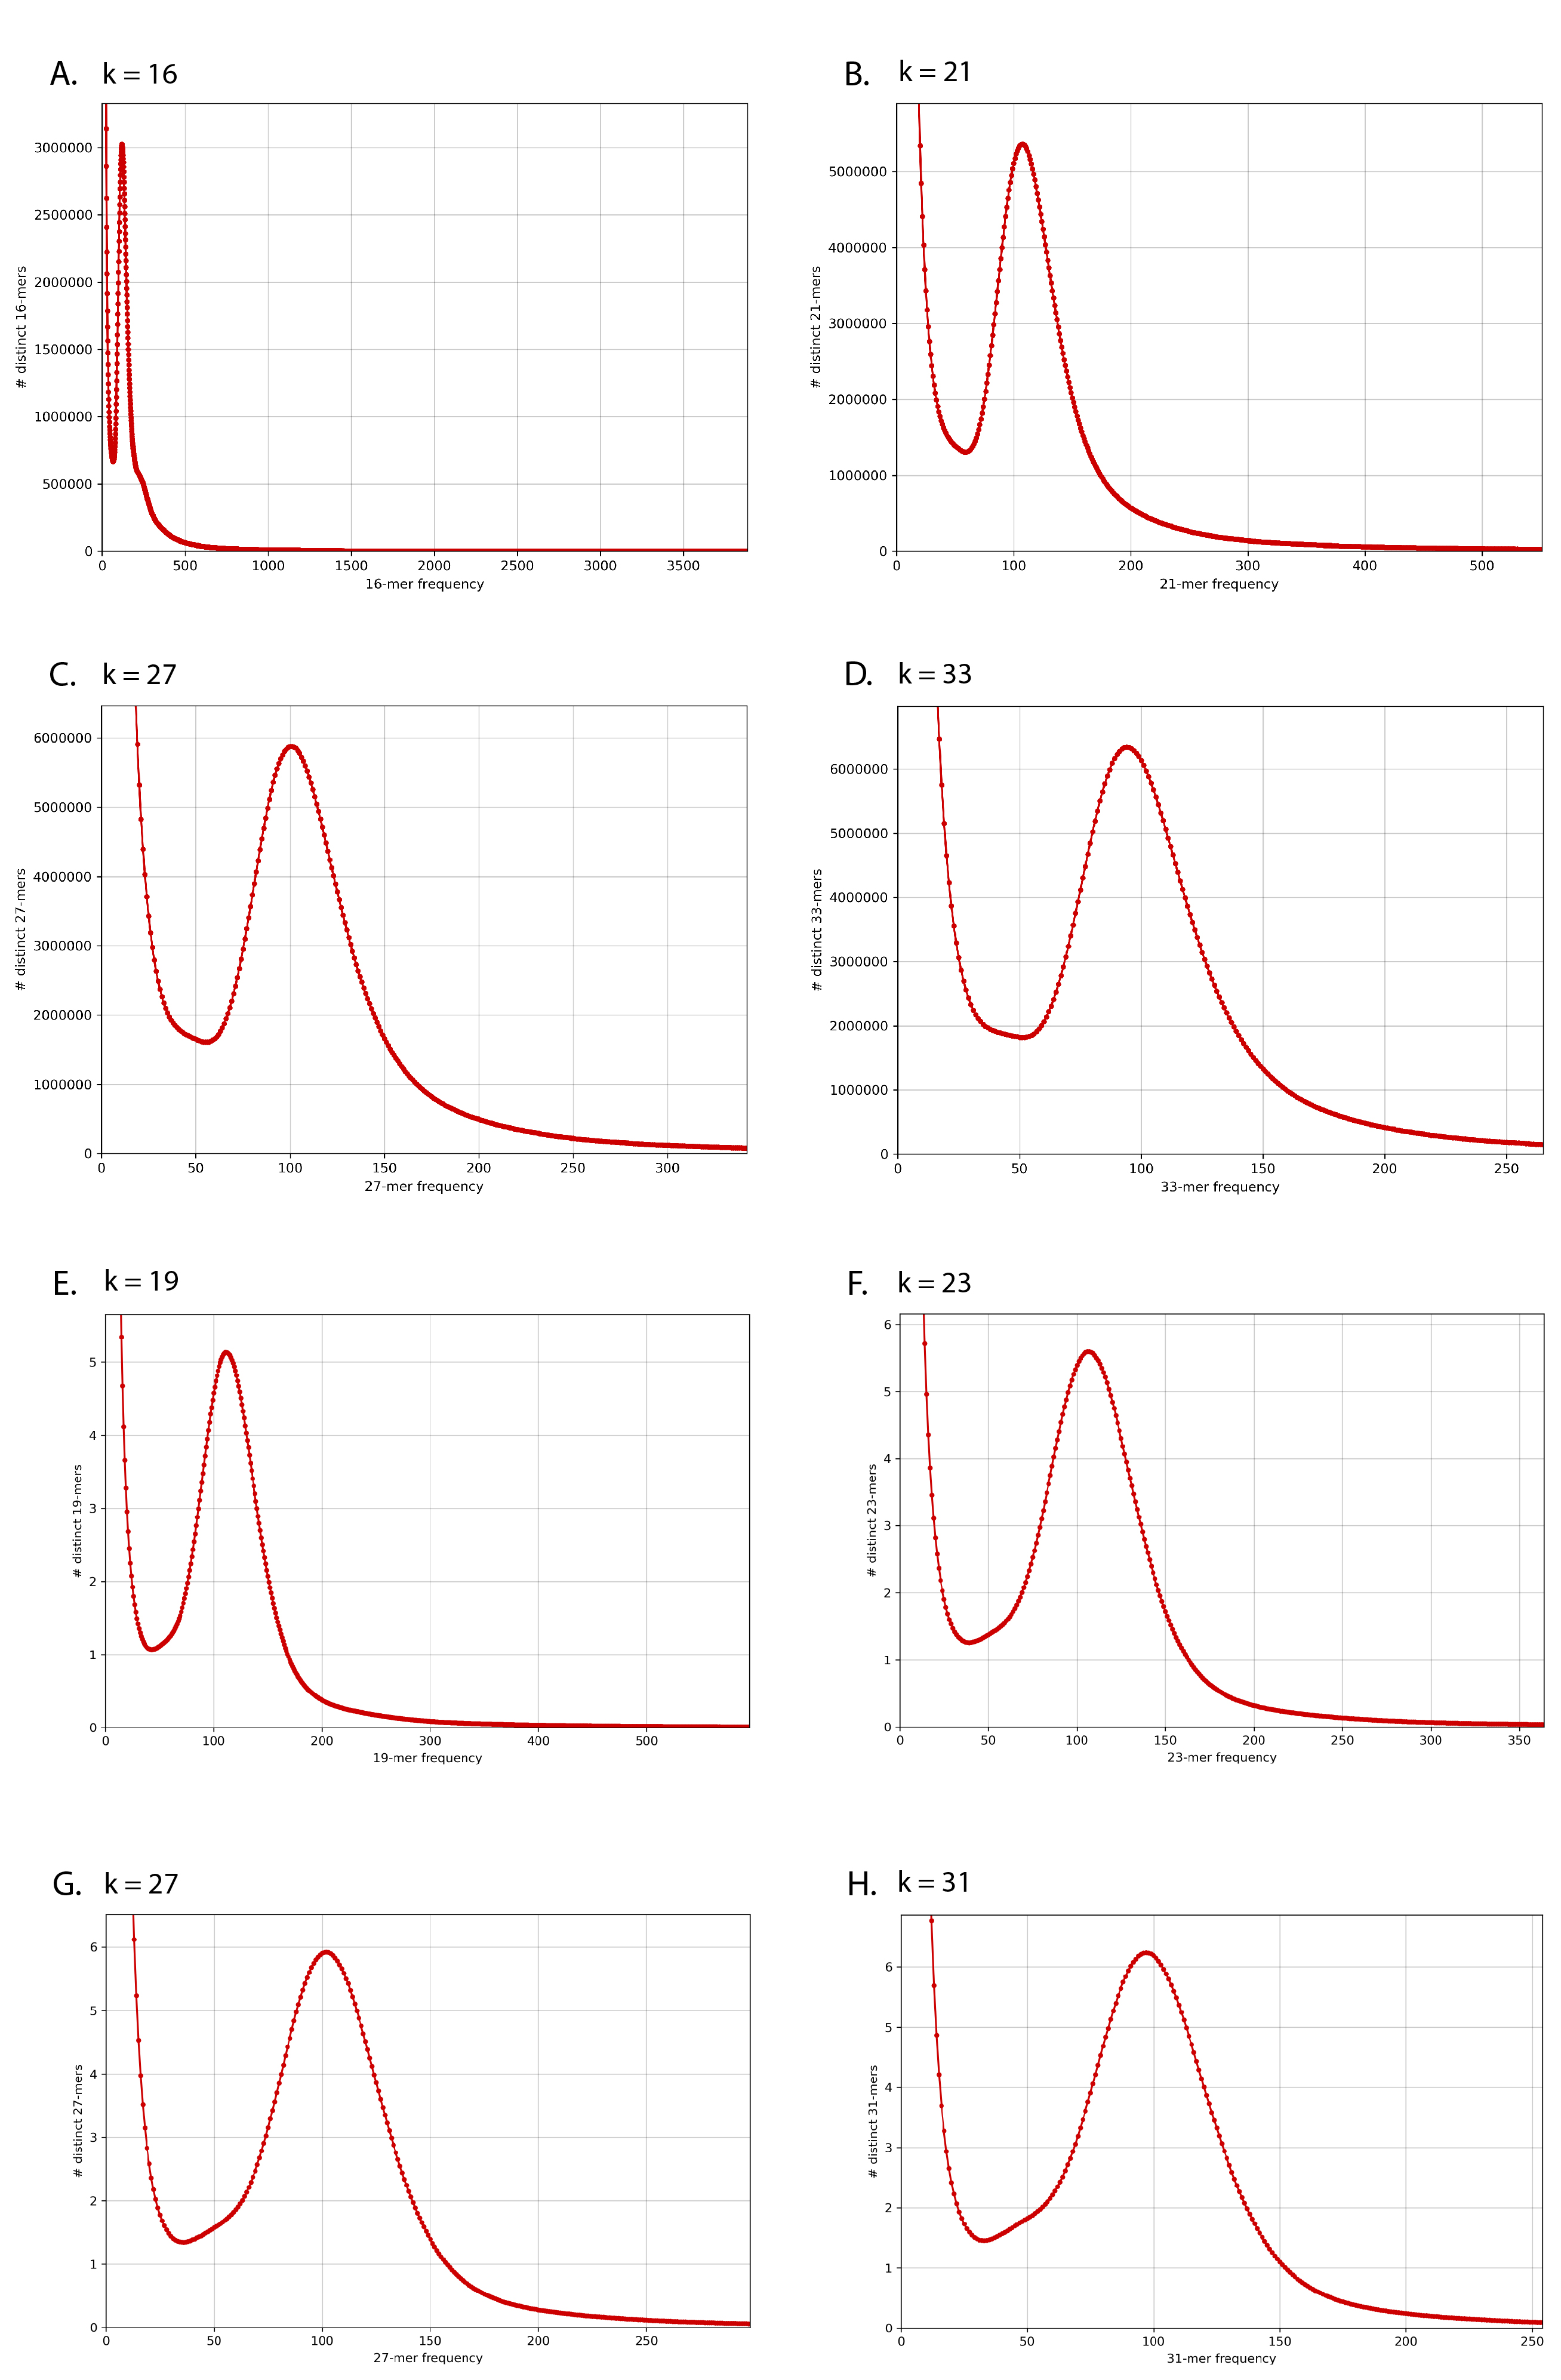 A. k = 16
3000000
2500000
2000000
1500000
1000000
500000
0
# distinct 16-mers
0 500 1000 1500 2000 2500 3000 3500
16-mer frequency
B. k = 21
5000000
4000000
3000000
2000000
1000000
0
# distinct 21-mers
0 100 200 300 400 500
21-mer frequency
C. k = 27
6000000
5000000
4000000
3000000
2000000
1000000
0
# distinct 27-mers
0 50 100 150 200 250 300
27-mer frequency
D. k = 33
6000000
5000000
4000000
3000000
2000000
1000000
0
# distinct 33-mers
0 50 100 150 200 250
33-mer frequency
E. k = 19
5
4
3
2
1
0
# distinct 19-mers
0 100 200 300 400 500
19-mer frequency
F. k = 23
6
5
4
3
2
1
0
# distinct 23-mers
0 50 100 150 200 250 300 350
23-mer frequency
G. k = 27
6
5
4
3
2
1
0
# distinct 27-mers
0 50 100 150 200 250
27-mer frequency
H. k = 31
6
5
4
3
2
1
0
# distinct 31-mers
0 50 100 150 200 250
31-mer frequency